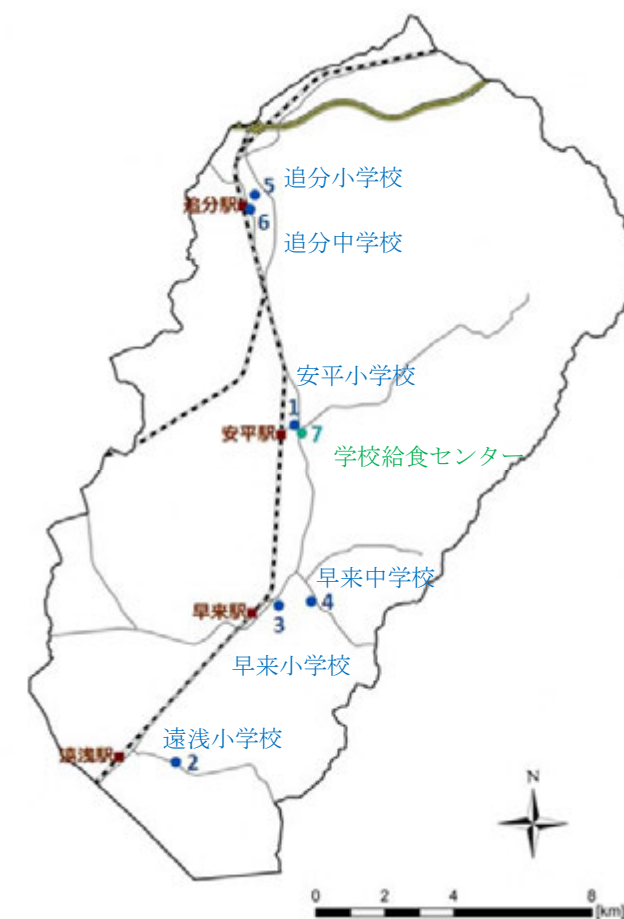 追分小学校
5
追分駅
6
追分中学校
安平小学校
1
安平駅
7
学校給食センター
早来中学校
早来駅
3
4
早来小学校
遠浅小学校
遠浅駅
2
N
0 2 4 8
[km]